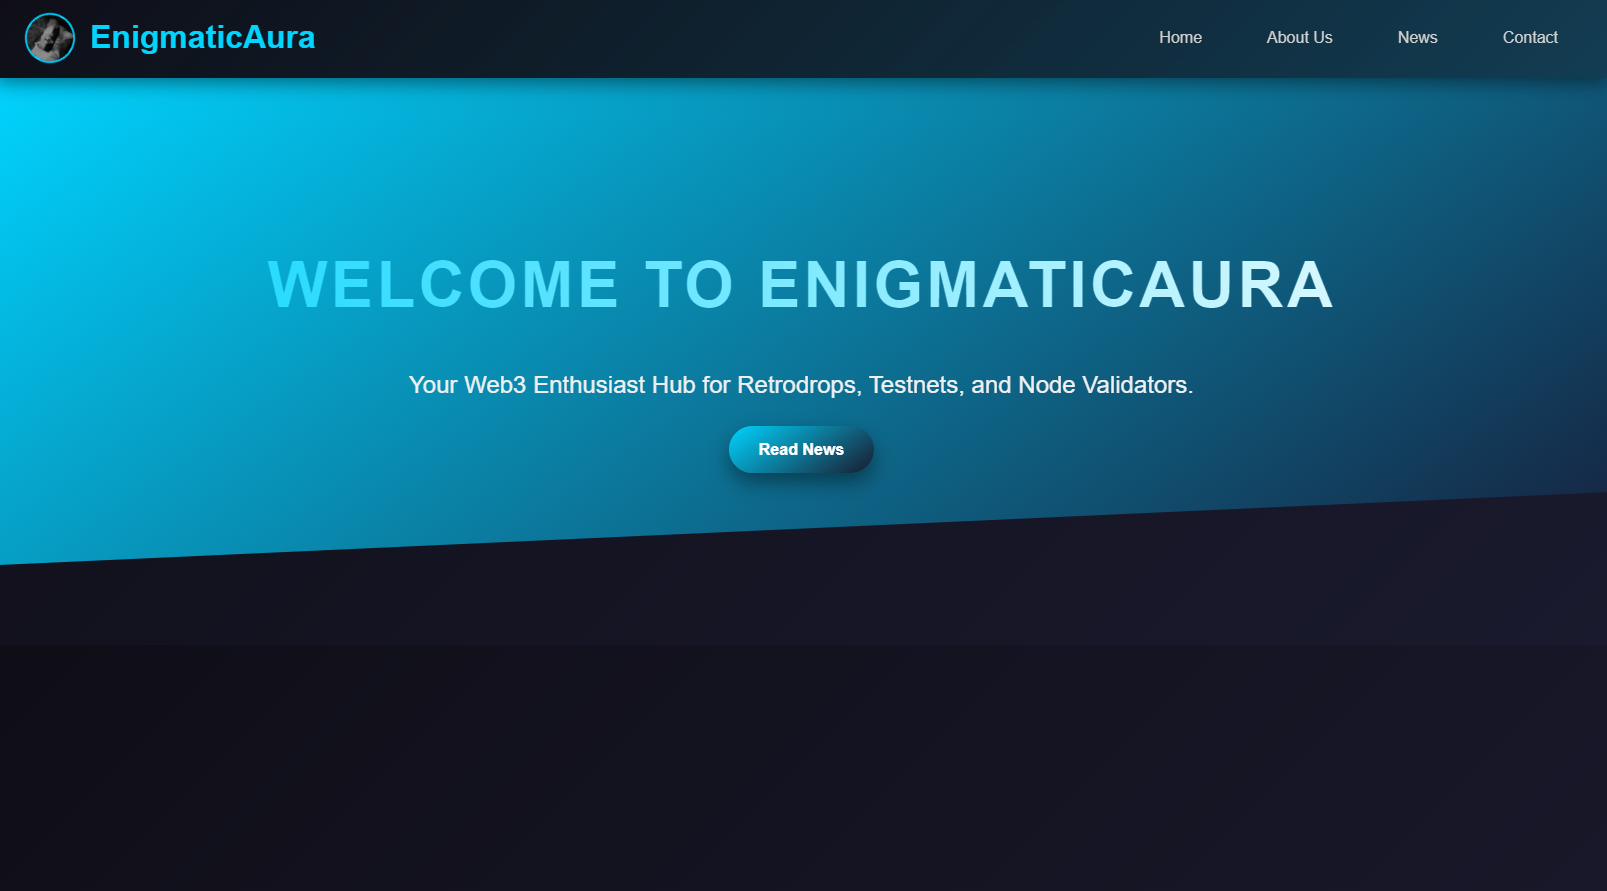 EnigmaticAura
Home
About Us
News
Contact
WELCOME TO ENIGMATICAURA
Your Web3 Enthusiast Hub for Retrodrops, Testnets, and Node Validators.
Read News